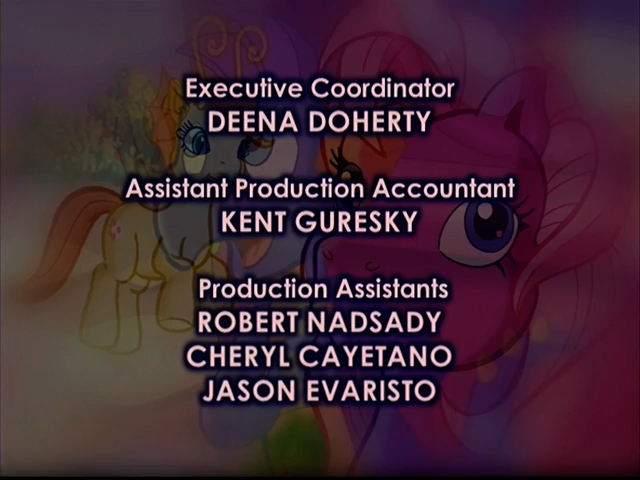 Executive Coordinator
DEENA DOHERTY
Assistant Production Accountant
KENT GURESKY
Production Assistants
ROBERT NADSADY
CHERYL CAYETANO
JASON EVARISTO